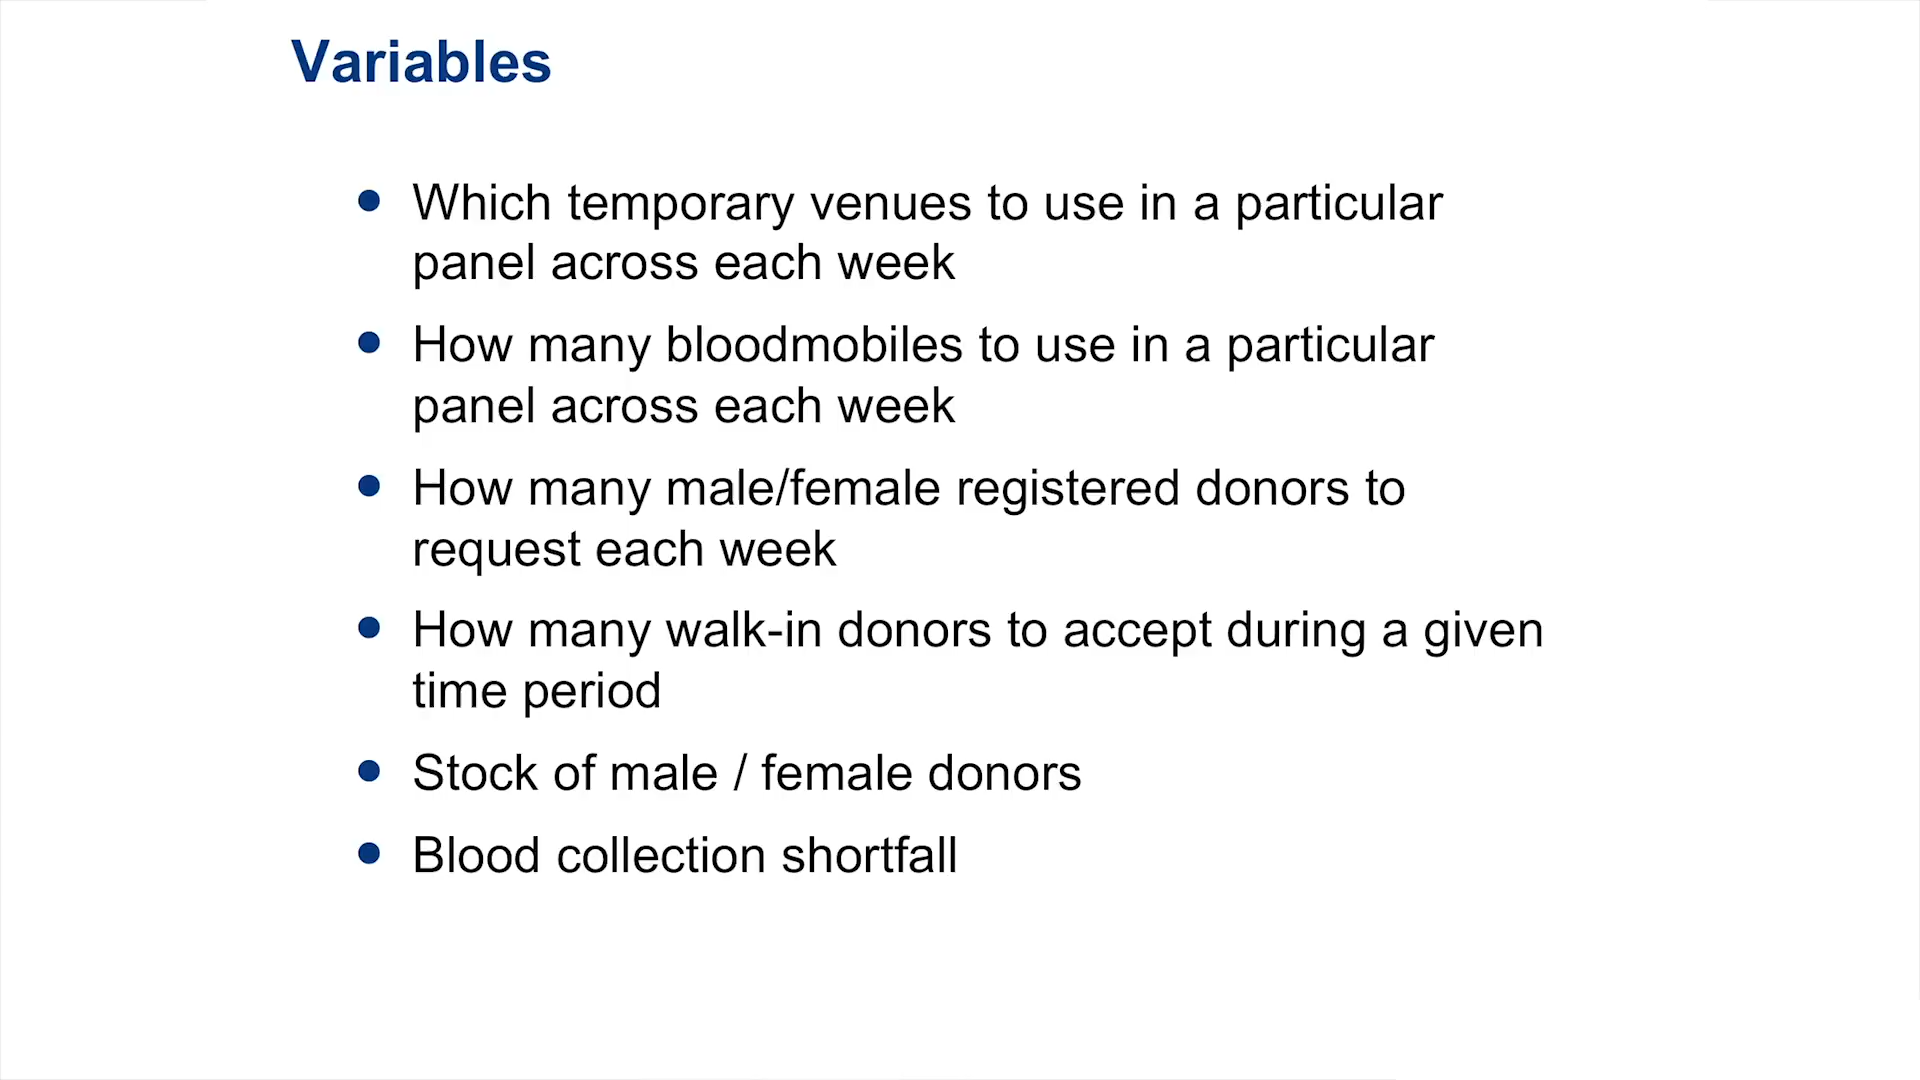 Variables
● Which temporary venues to use in a particular
panel across each week
● How many bloodmobiles to use in a particular
panel across each week
● How many male/female registered donors to
request each week
● How many walk-in donors to accept during a given
time period
● Stock of male / female donors
● Blood collection shortfall